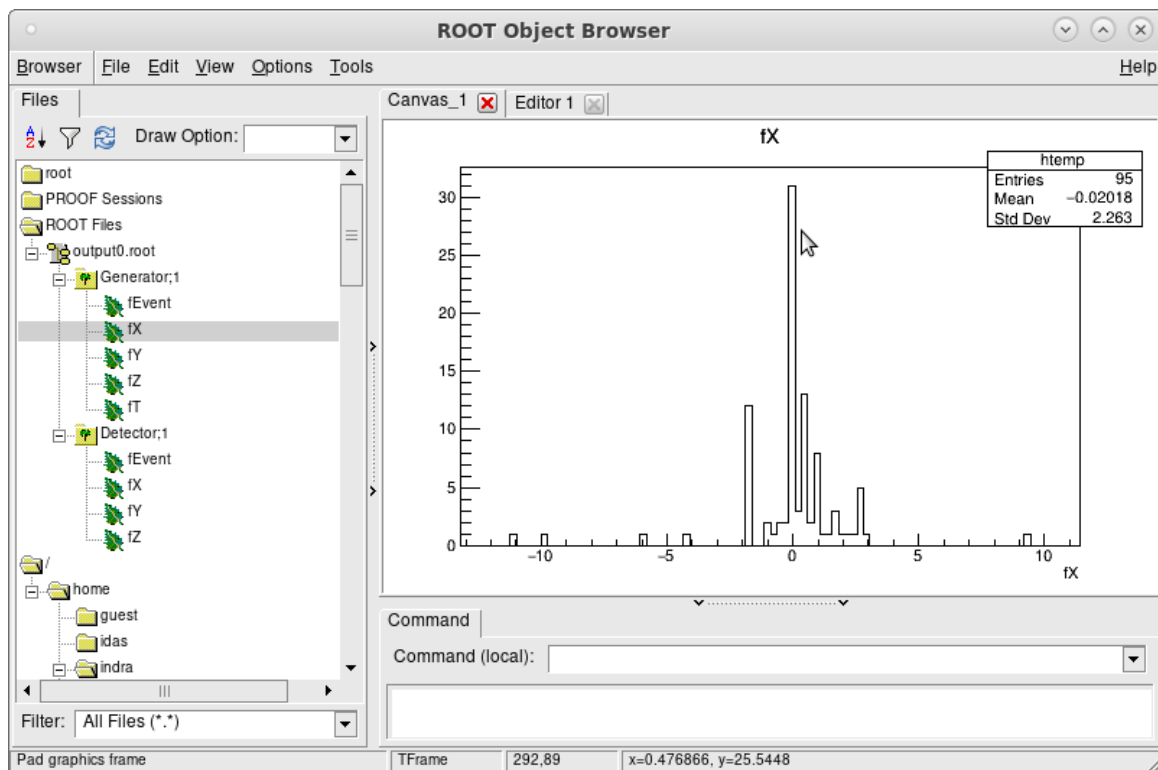 ROOT Object Browser
Browser File Edit View Options Tools Help
Files
A Z Draw Option:
root
PROOF Sessions
ROOT Files
output0.root
Generator;1
fEvent
fX
fY
fZ
fT
Detector;1
fEvent
fX
fY
fZ
/
home
guest
idas
indra
Filter: All Files (*.*)
Canvas_1 Editor 1
fX
htemp
Entries 95
Mean −0.02018
Std Dev 2.263
30
25
20
15
10
5
0
−10 −5 0 5 10
fX
Command
Command (local):
Pad graphics frame TFrame 292,89 x=0.476866, y=25.5448